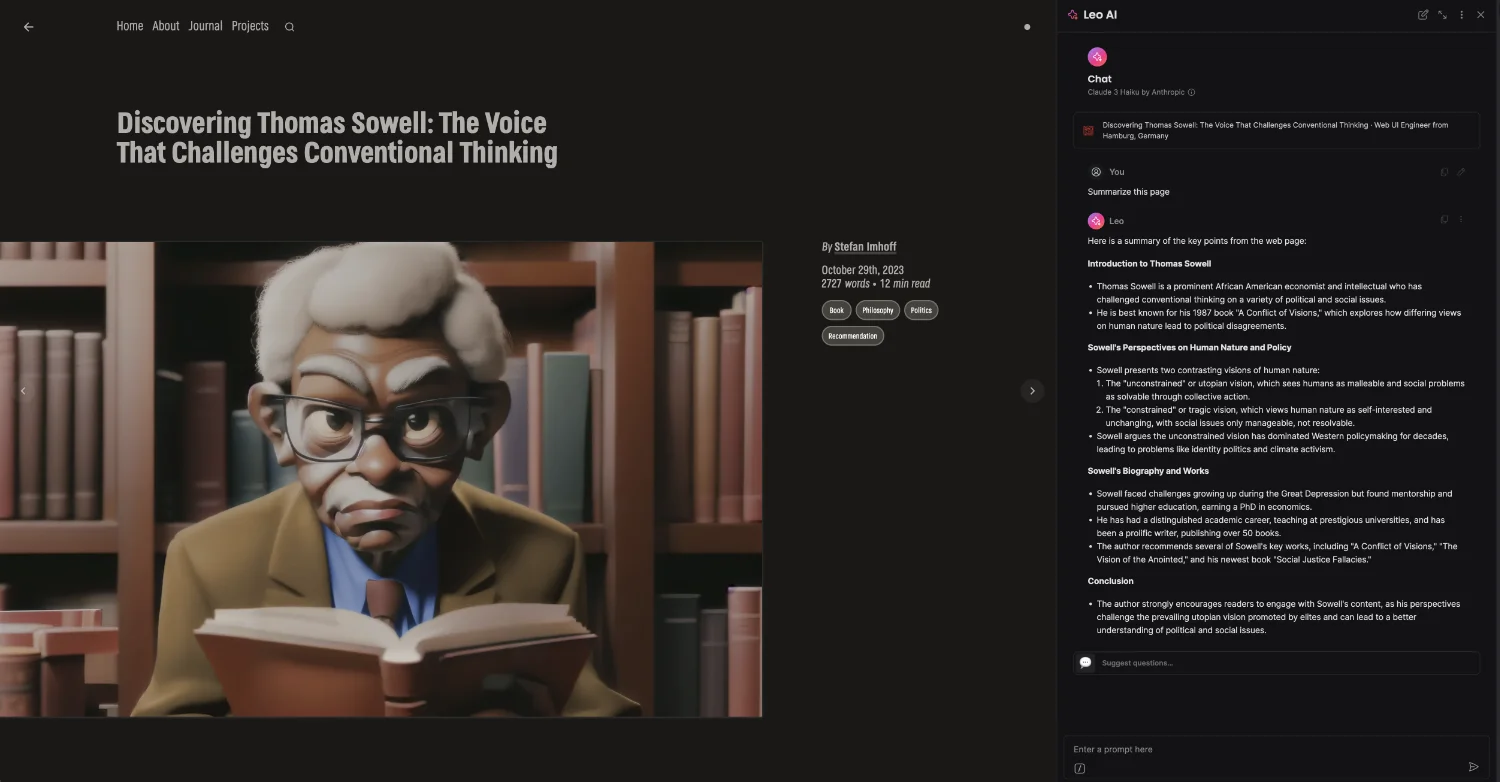 Home About Journal Projects
Discovering Thomas Sowell: The Voice
That Challenges Conventional Thinking
By Stefan Imhoff
October 29th, 2023
2727 words • 12 min read
Book Philosophy Politics
Recommendation
Leo AI
Chat
Claude 3 Haiku by Anthropic
Discovering Thomas Sowell: The Voice That Challenges Conventional Thinking · Web UI Engineer from
Hamburg, Germany
You
Summarize this page
Leo
Here is a summary of the key points from the web page:
Introduction to Thomas Sowell
• Thomas Sowell is a prominent African American economist and intellectual who has
challenged conventional thinking on a variety of political and social issues.
• He is best known for his 1987 book "A Conflict of Visions," which explores how differing views
on human nature lead to political disagreements.
Sowell's Perspectives on Human Nature and Policy
• Sowell presents two contrasting visions of human nature:
1. The "unconstrained" or utopian vision, which sees humans as malleable and social problems
as solvable through collective action.
2. The "constrained" or tragic vision, which views human nature as self-interested and
unchanging, with social issues only manageable, not resolvable.
• Sowell argues the unconstrained vision has dominated Western policymaking for decades,
leading to problems like identity politics and climate activism.
Sowell's Biography and Works
• Sowell faced challenges growing up during the Great Depression but found mentorship and
pursued higher education, earning a PhD in economics.
• He has had a distinguished academic career, teaching at prestigious universities, and has
been a prolific writer, publishing over 50 books.
• The author recommends several of Sowell's key works, including "A Conflict of Visions," "The
Vision of the Anointed," and his newest book "Social Justice Fallacies."
Conclusion
• The author strongly encourages readers to engage with Sowell's content, as his perspectives
challenge the prevailing utopian vision promoted by elites and can lead to a better
understanding of political and social issues.
Suggest questions...
Enter a prompt here